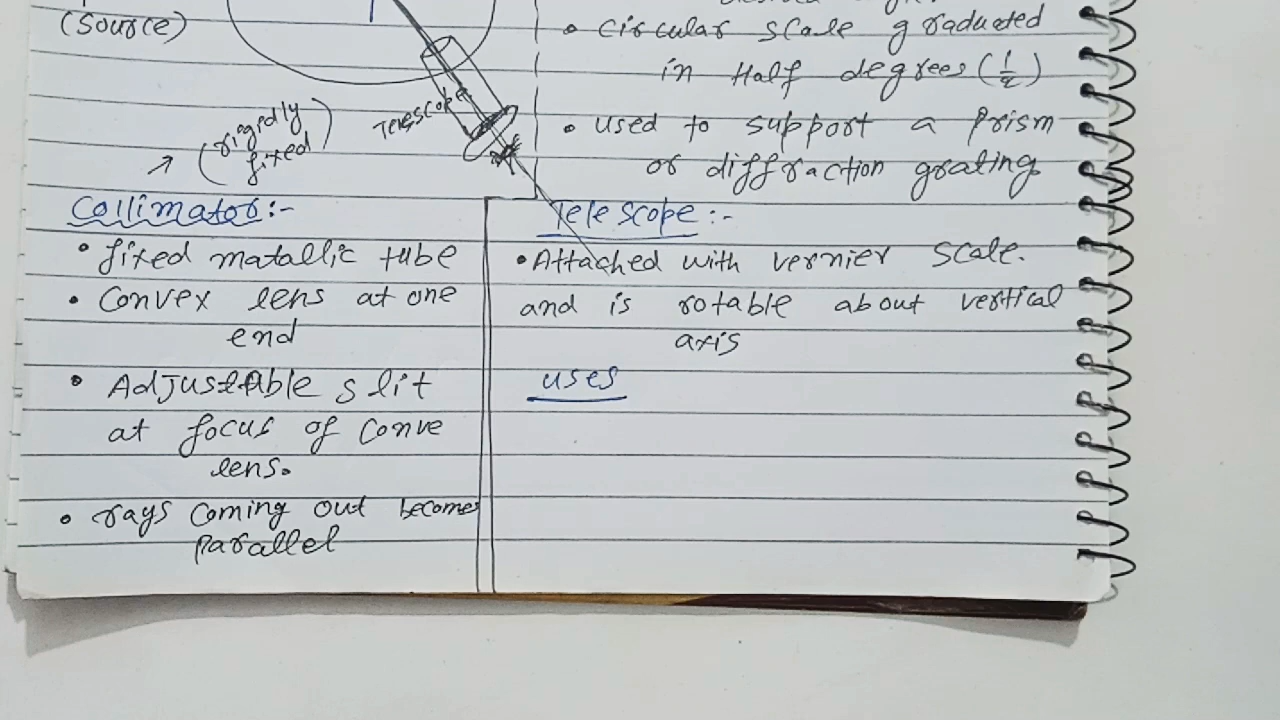 (Source)
Circular scale graduated
in Half degrees (1/2)
• used to support a Prism
or diffraction grating
Telescope
(riegedly
fixed)
Collimator:-
• fixed matallic tube
• Convex lens at one
end
• Adjustable slit
at focus of Conve
lens.
• rays coming out becomes
parallel
Telescope:-
• Attached with vernier scale.
and is rotable about vertical
axis
uses